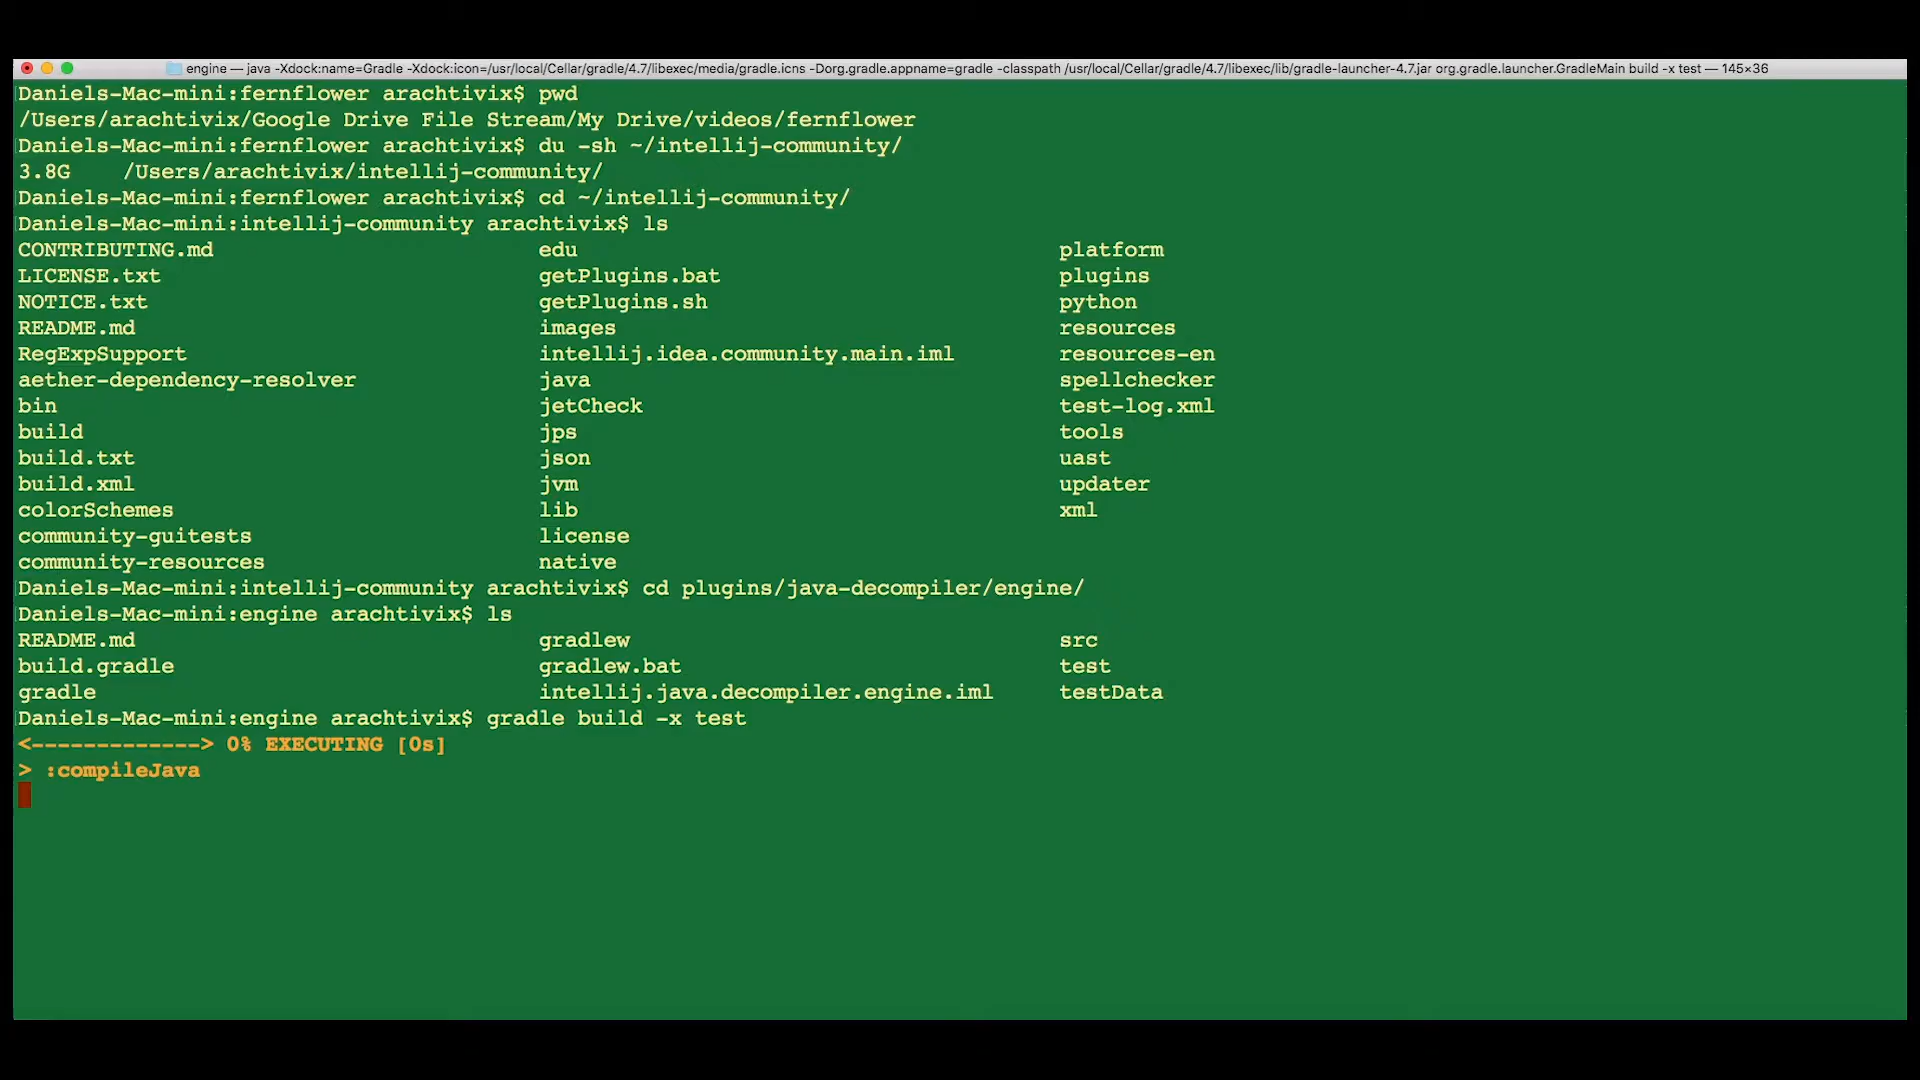 engine — java -Xdock:name=Gradle -Xdock:icon=/usr/local/Cellar/gradle/4.7/libexec/media/gradle.icns -Dorg.gradle.appname=gradle -classpath /usr/local/Cellar/gradle/4.7/libexec/lib/gradle-launcher-4.7.jar org.gradle.launcher.GradleMain build -x test — 145×36
Daniels-Mac-mini:fernflower arachtivix$ pwd
/Users/arachtivix/Google Drive File Stream/My Drive/videos/fernflower
Daniels-Mac-mini:fernflower arachtivix$ du -sh ~/intellij-community/
3.8G    /Users/arachtivix/intellij-community/
Daniels-Mac-mini:fernflower arachtivix$ cd ~/intellij-community/
Daniels-Mac-mini:intellij-community arachtivix$ ls
CONTRIBUTING.md    edu    platform
LICENSE.txt    getPlugins.bat    plugins
NOTICE.txt    getPlugins.sh    python
README.md    images    resources
RegExpSupport    intellij.idea.community.main.iml    resources-en
aether-dependency-resolver    java    spellchecker
bin    jetCheck    test-log.xml
build    jps    tools
build.txt    json    uast
build.xml    jvm    updater
colorSchemes    lib    xml
community-guitests    license
community-resources    native
Daniels-Mac-mini:intellij-community arachtivix$ cd plugins/java-decompiler/engine/
Daniels-Mac-mini:engine arachtivix$ ls
README.md    gradlew    src
build.gradle    gradlew.bat    test
gradle    intellij.java.decompiler.engine.iml    testData
Daniels-Mac-mini:engine arachtivix$ gradle build -x test
<-------------> 0% EXECUTING [0s]
> :compileJava